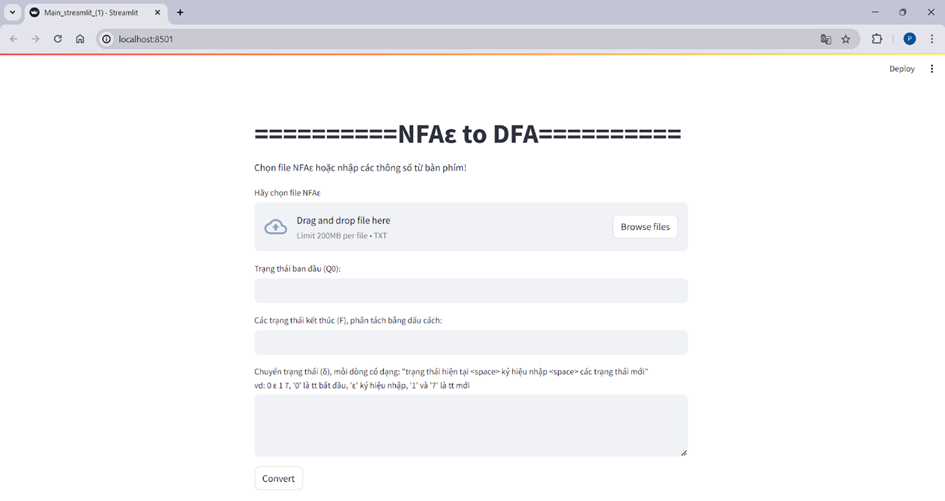 Main_streamlit_(1) - Streamlit
localhost:8501
P
Deploy
==========NFAε to DFA==========
Chọn file NFAε hoặc nhập các thông số từ bàn phím!
Hãy chọn file NFAε
Drag and drop file here
Limit 200MB per file • TXT
Browse files
Trạng thái ban đầu (Q0):
Các trạng thái kết thúc (F), phân tách bằng dấu cách:
Chuyển trạng thái (δ), mỗi dòng có dạng: "trạng thái hiện tại <space> ký hiệu nhập <space> các trạng thái mới"
vd: 0 ε 1 7, '0' là tt bắt đầu, 'ε' ký hiệu nhập, '1' và '7' là tt mới
Convert